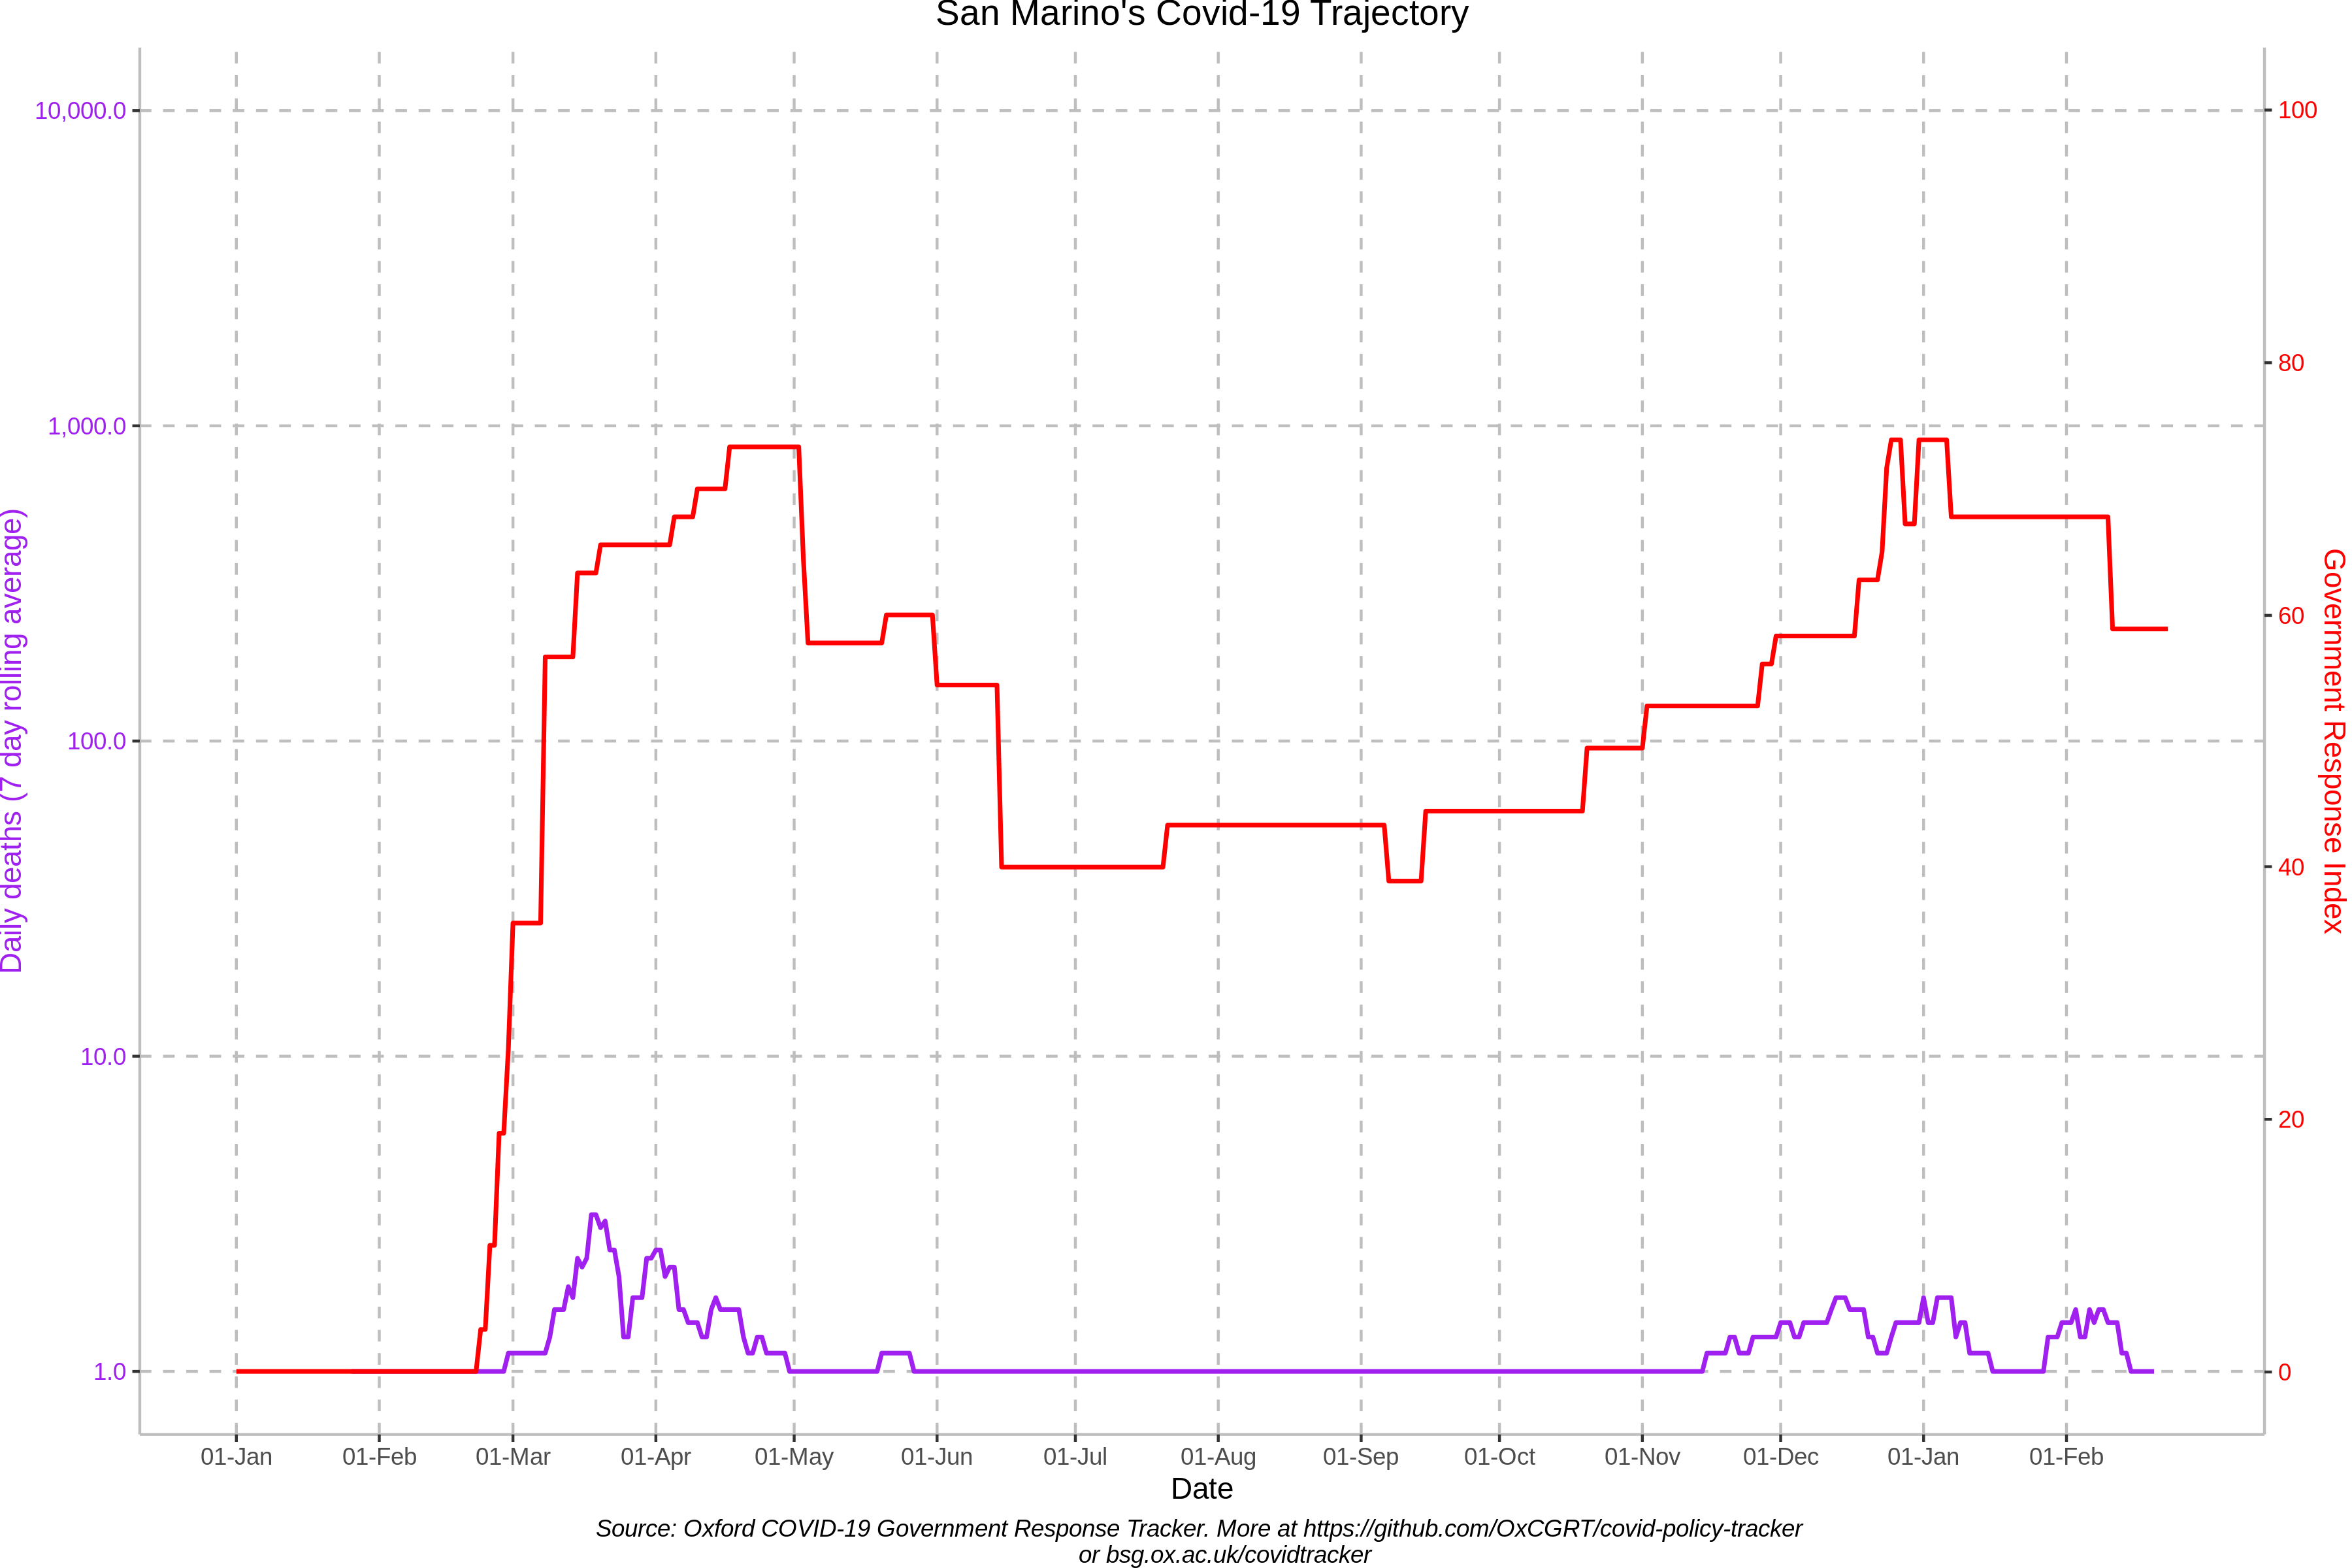 San Marino's Covid-19 Trajectory
10,000.0
1,000.0
100.0
10.0
1.0
Daily deaths (7 day rolling average)
100
80
60
40
20
0
Government Response Index
01-Jan 01-Feb 01-Mar 01-Apr 01-May 01-Jun 01-Jul 01-Aug 01-Sep 01-Oct 01-Nov 01-Dec 01-Jan 01-Feb
Date
Source: Oxford COVID-19 Government Response Tracker. More at https://github.com/OxCGRT/covid-policy-tracker
or bsg.ox.ac.uk/covidtracker